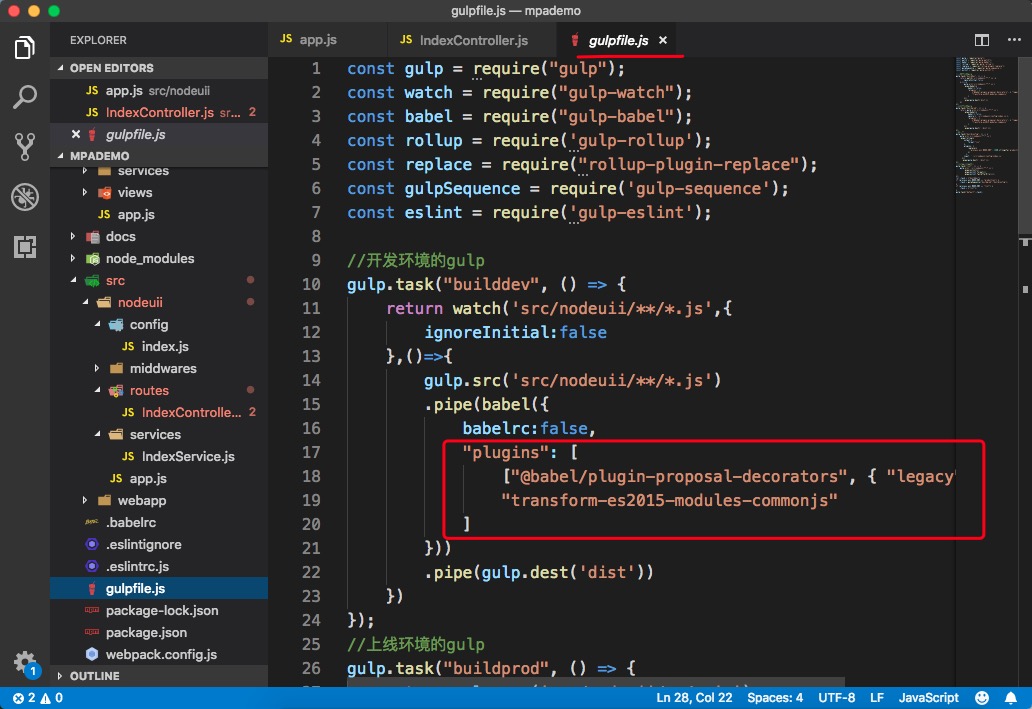 gulpfile.js — mpademo
EXPLORER
OPEN EDITORS
JS app.js src/nodeuii
JS IndexController.js sr... 2
gulpfile.js
MPADEMO
services
views
JS app.js
docs
node_modules
src
nodeuii
config
JS index.js
middwares
routes
JS IndexControlle... 2
services
JS IndexService.js
JS app.js
webapp
.babelrc
.eslintignore
.eslintrc.js
gulpfile.js
package-lock.json
package.json
webpack.config.js
OUTLINE
JS app.js JS IndexController.js gulpfile.js
1 const gulp = require("gulp");
2 const watch = require("gulp-watch");
3 const babel = require("gulp-babel");
4 const rollup = require('gulp-rollup');
5 const replace = require("rollup-plugin-replace");
6 const gulpSequence = require('gulp-sequence');
7 const eslint = require('gulp-eslint');
8
9 //开发环境的gulp
10 gulp.task("builddev", () => {
11 return watch('src/nodeuii/**/*.js',{
12 ignoreInitial:false
13 },()=>{
14 gulp.src('src/nodeuii/**/*.js')
15 .pipe(babel({
16 babelrc:false,
17 "plugins": [
18 ["@babel/plugin-proposal-decorators", { "legacy"
19 "transform-es2015-modules-commonjs"
20 ]
21 }))
22 .pipe(gulp.dest('dist'))
23 })
24 });
25 //上线环境的gulp
26 gulp.task("buildprod", () => {
1
2 0 Ln 28, Col 22 Spaces: 4 UTF-8 LF JavaScript